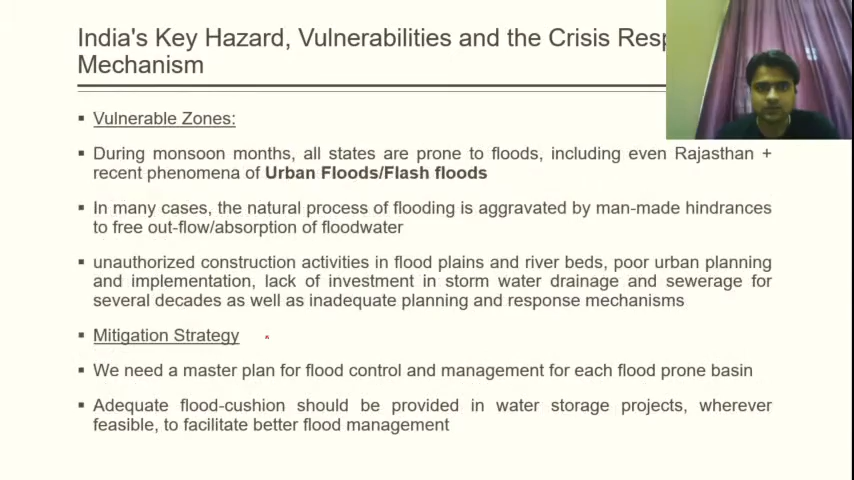 India's Key Hazard, Vulnerabilities and the Crisis
Mechanism
▪ Vulnerable Zones:
▪ During monsoon months, all states are prone to floods, including even Rajasthan +
recent phenomena of Urban Floods/Flash floods
▪ In many cases, the natural process of flooding is aggravated by man-made hindrances
to free out-flow/absorption of floodwater
▪ unauthorized construction activities in flood plains and river beds, poor urban planning
and implementation, lack of investment in storm water drainage and sewerage for
several decades as well as inadequate planning and response mechanisms
▪ Mitigation Strategy
▪ We need a master plan for flood control and management for each flood prone basin
▪ Adequate flood-cushion should be provided in water storage projects, wherever
feasible, to facilitate better flood management